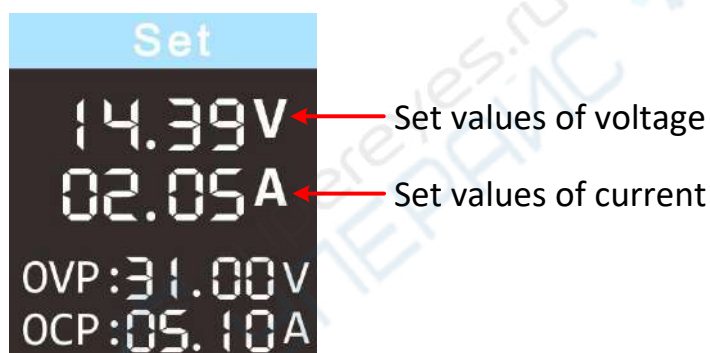 Set
14.39V
Set values of voltage
02.05A
Set values of current
OVP:31.00V
OCP:05.10A